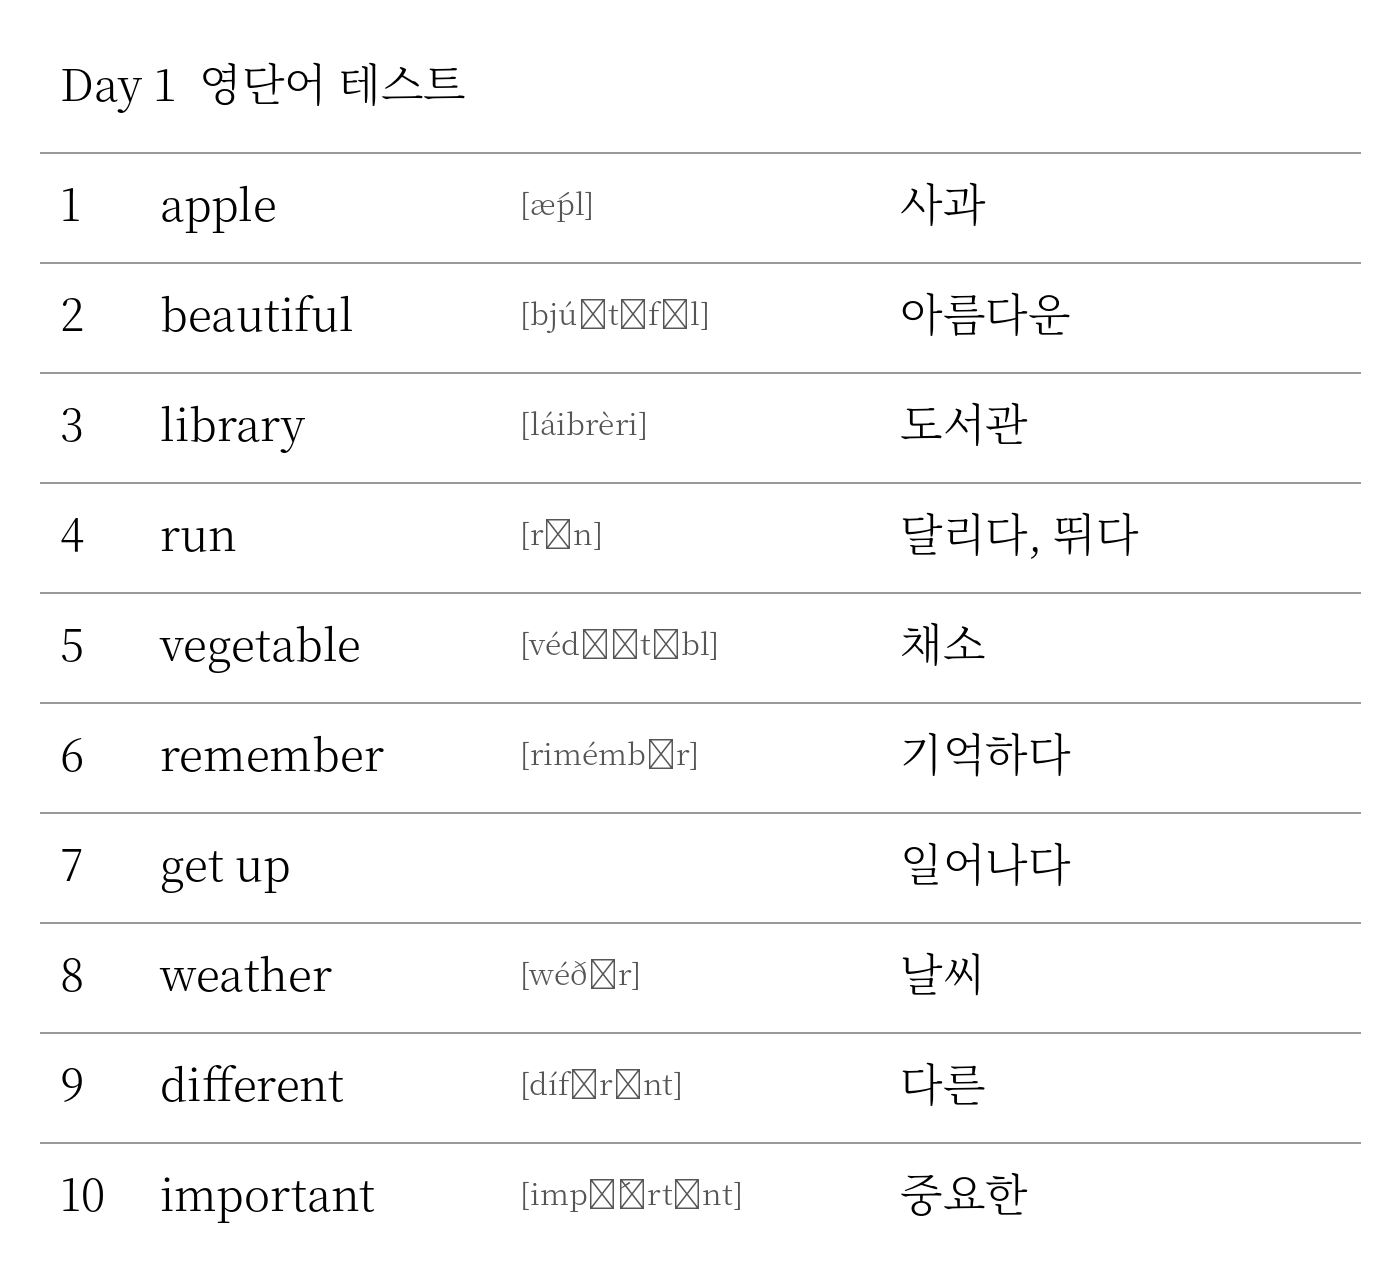 Day 1 영단어 테스트
1 apple [æṕl] 사과
2 beautiful 아름다운
3 library [láibrèri] 도서관
4 run 달리다, 뛰다
5 vegetable 채소
6 remember 기억하다
7 get up 일어나다
8 weather 날씨
9 different 다른
10 important 중요한